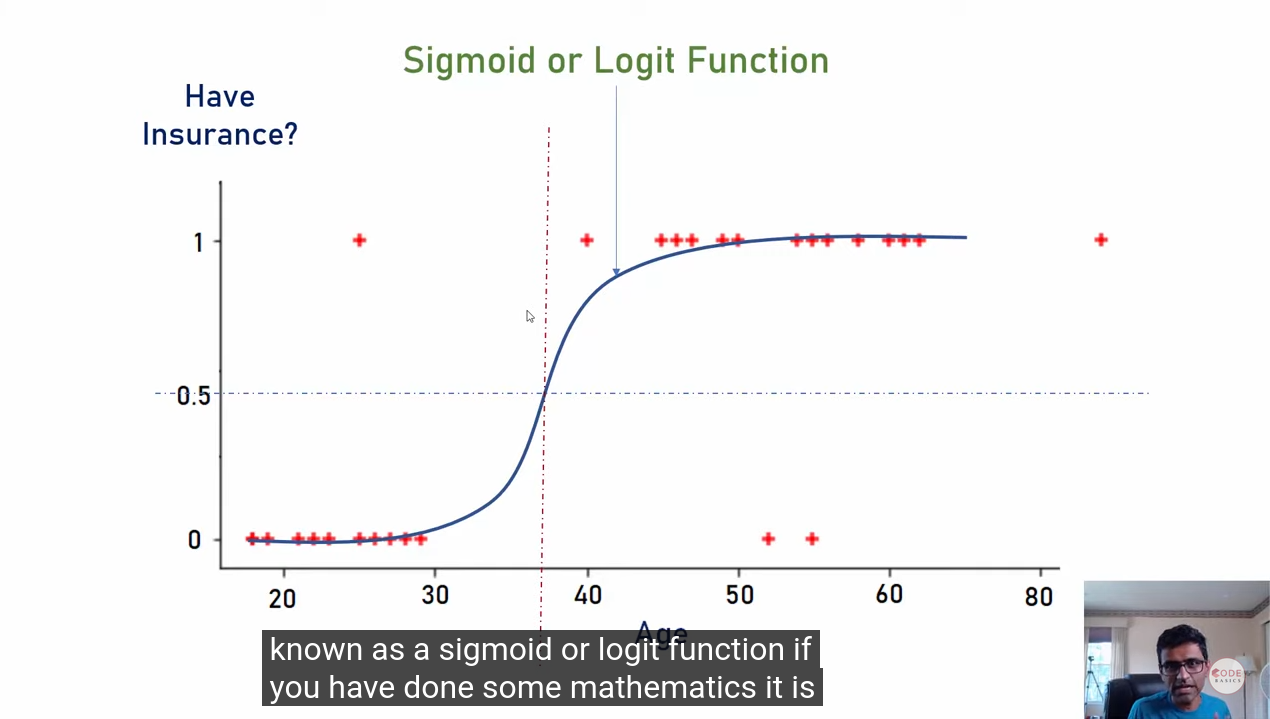 Sigmoid or Logit Function
Have
Insurance?
1
0.5
0
20
30
40
50
60
80
Age
known as a sigmoid or logit function if
you have done some mathematics it is
CODE
BASICS